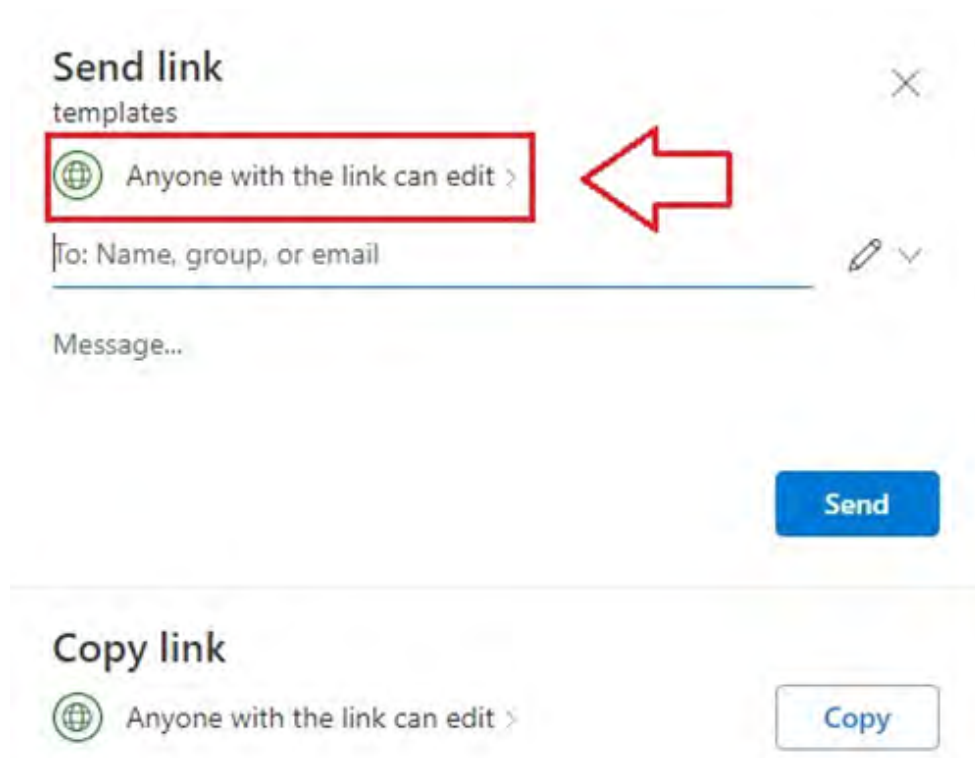 Send link
templates
Anyone with the link can edit >
To: Name, group, or email
Message...
Send
Copy link
Anyone with the link can edit >
Copy